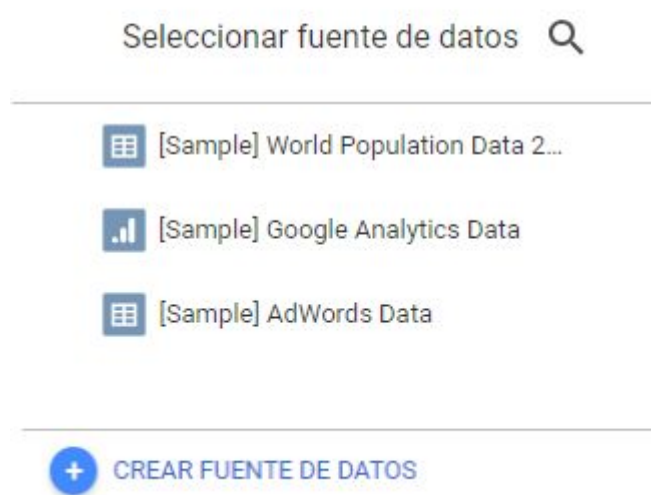 Seleccionar fuente de datos
[Sample] World Population Data 2...
[Sample] Google Analytics Data
[Sample] AdWords Data
CREAR FUENTE DE DATOS